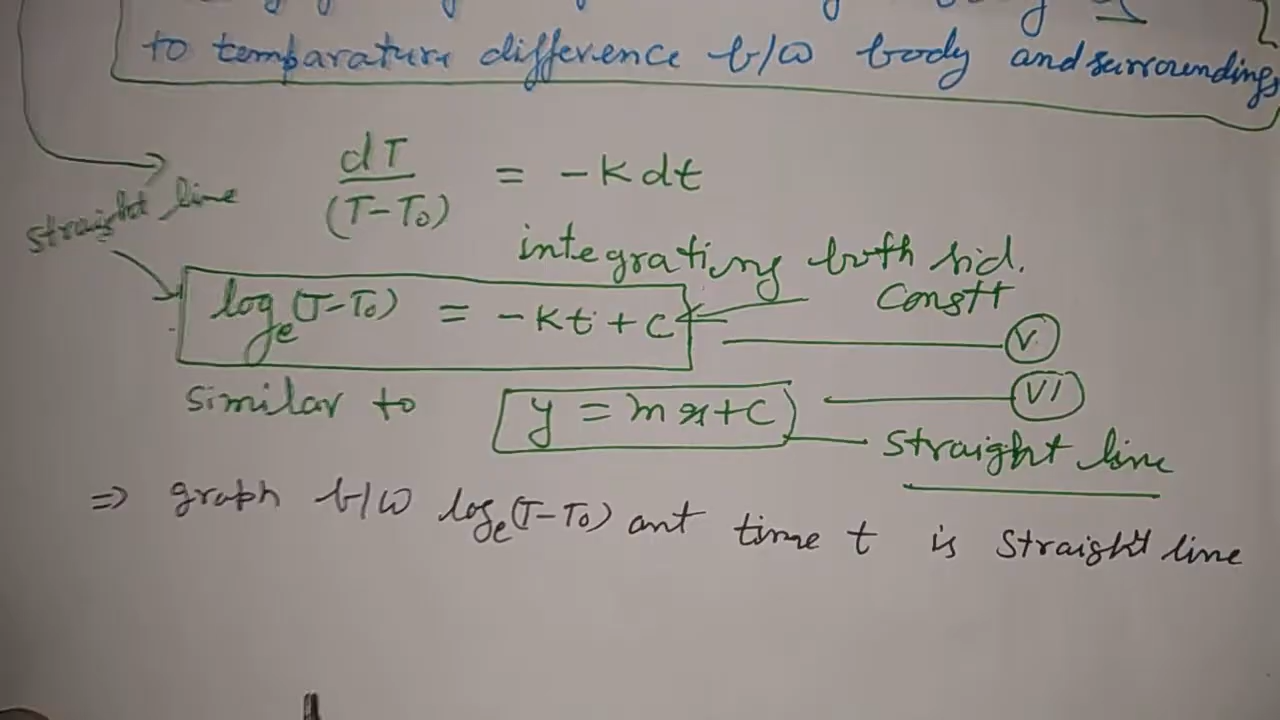 to temparature difference b/w body and surroundings
dT/(T-T₀) = -Kdt
straight line
integrating both sid.
constt
logₑ(T-T₀) = -Kt + C
V
similar to y = mx+c
VI
straight line
⇒ graph b/w logₑ(T-T₀) ant time t is straight line